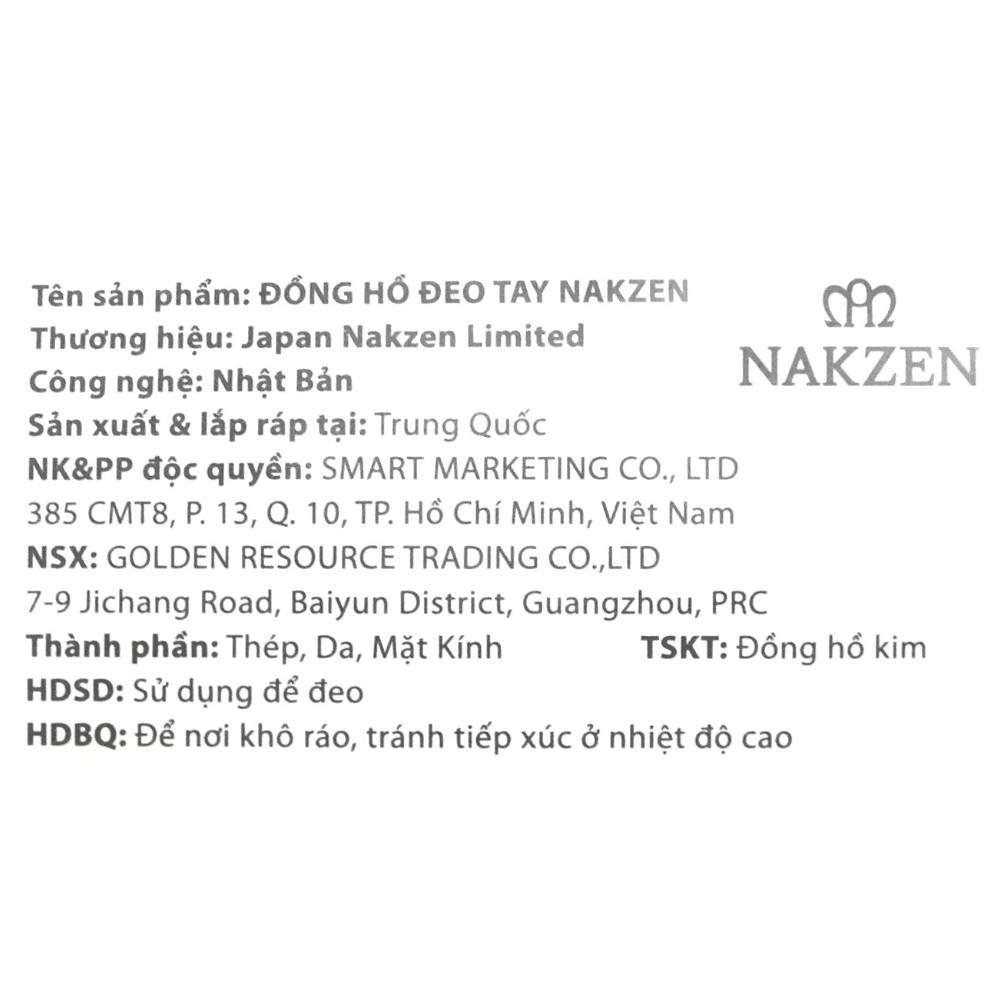 Tên sản phẩm: ĐỒNG HỒ ĐEO TAY NAKZEN
Thương hiệu: Japan Nakzen Limited
Công nghệ: Nhật Bản
Sản xuất & lắp ráp tại: Trung Quốc
NK&PP độc quyền: SMART MARKETING CO., LTD
385 CMT8, P. 13, Q. 10, TP. Hồ Chí Minh, Việt Nam
NSX: GOLDEN RESOURCE TRADING CO.,LTD
7-9 Jichang Road, Baiyun District, Guangzhou, PRC
Thành phần: Thép, Da, Mặt Kính TSKT: Đồng hồ kim
HDSD: Sử dụng để đeo
HDBQ: Để nơi khô ráo, tránh tiếp xúc ở nhiệt độ cao
NAKZEN